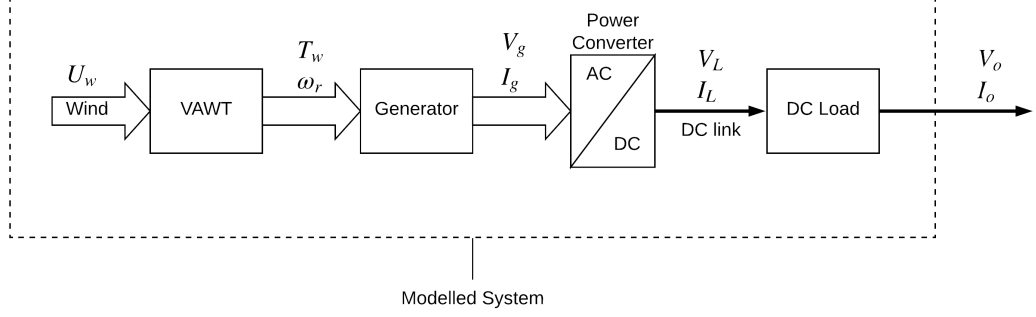 Power
Converter
U_w
T_w
ω_r
V_g
I_g
V_L
I_L
V_o
I_o
Wind
VAWT
Generator
AC
DC
DC link
DC Load
Modelled System